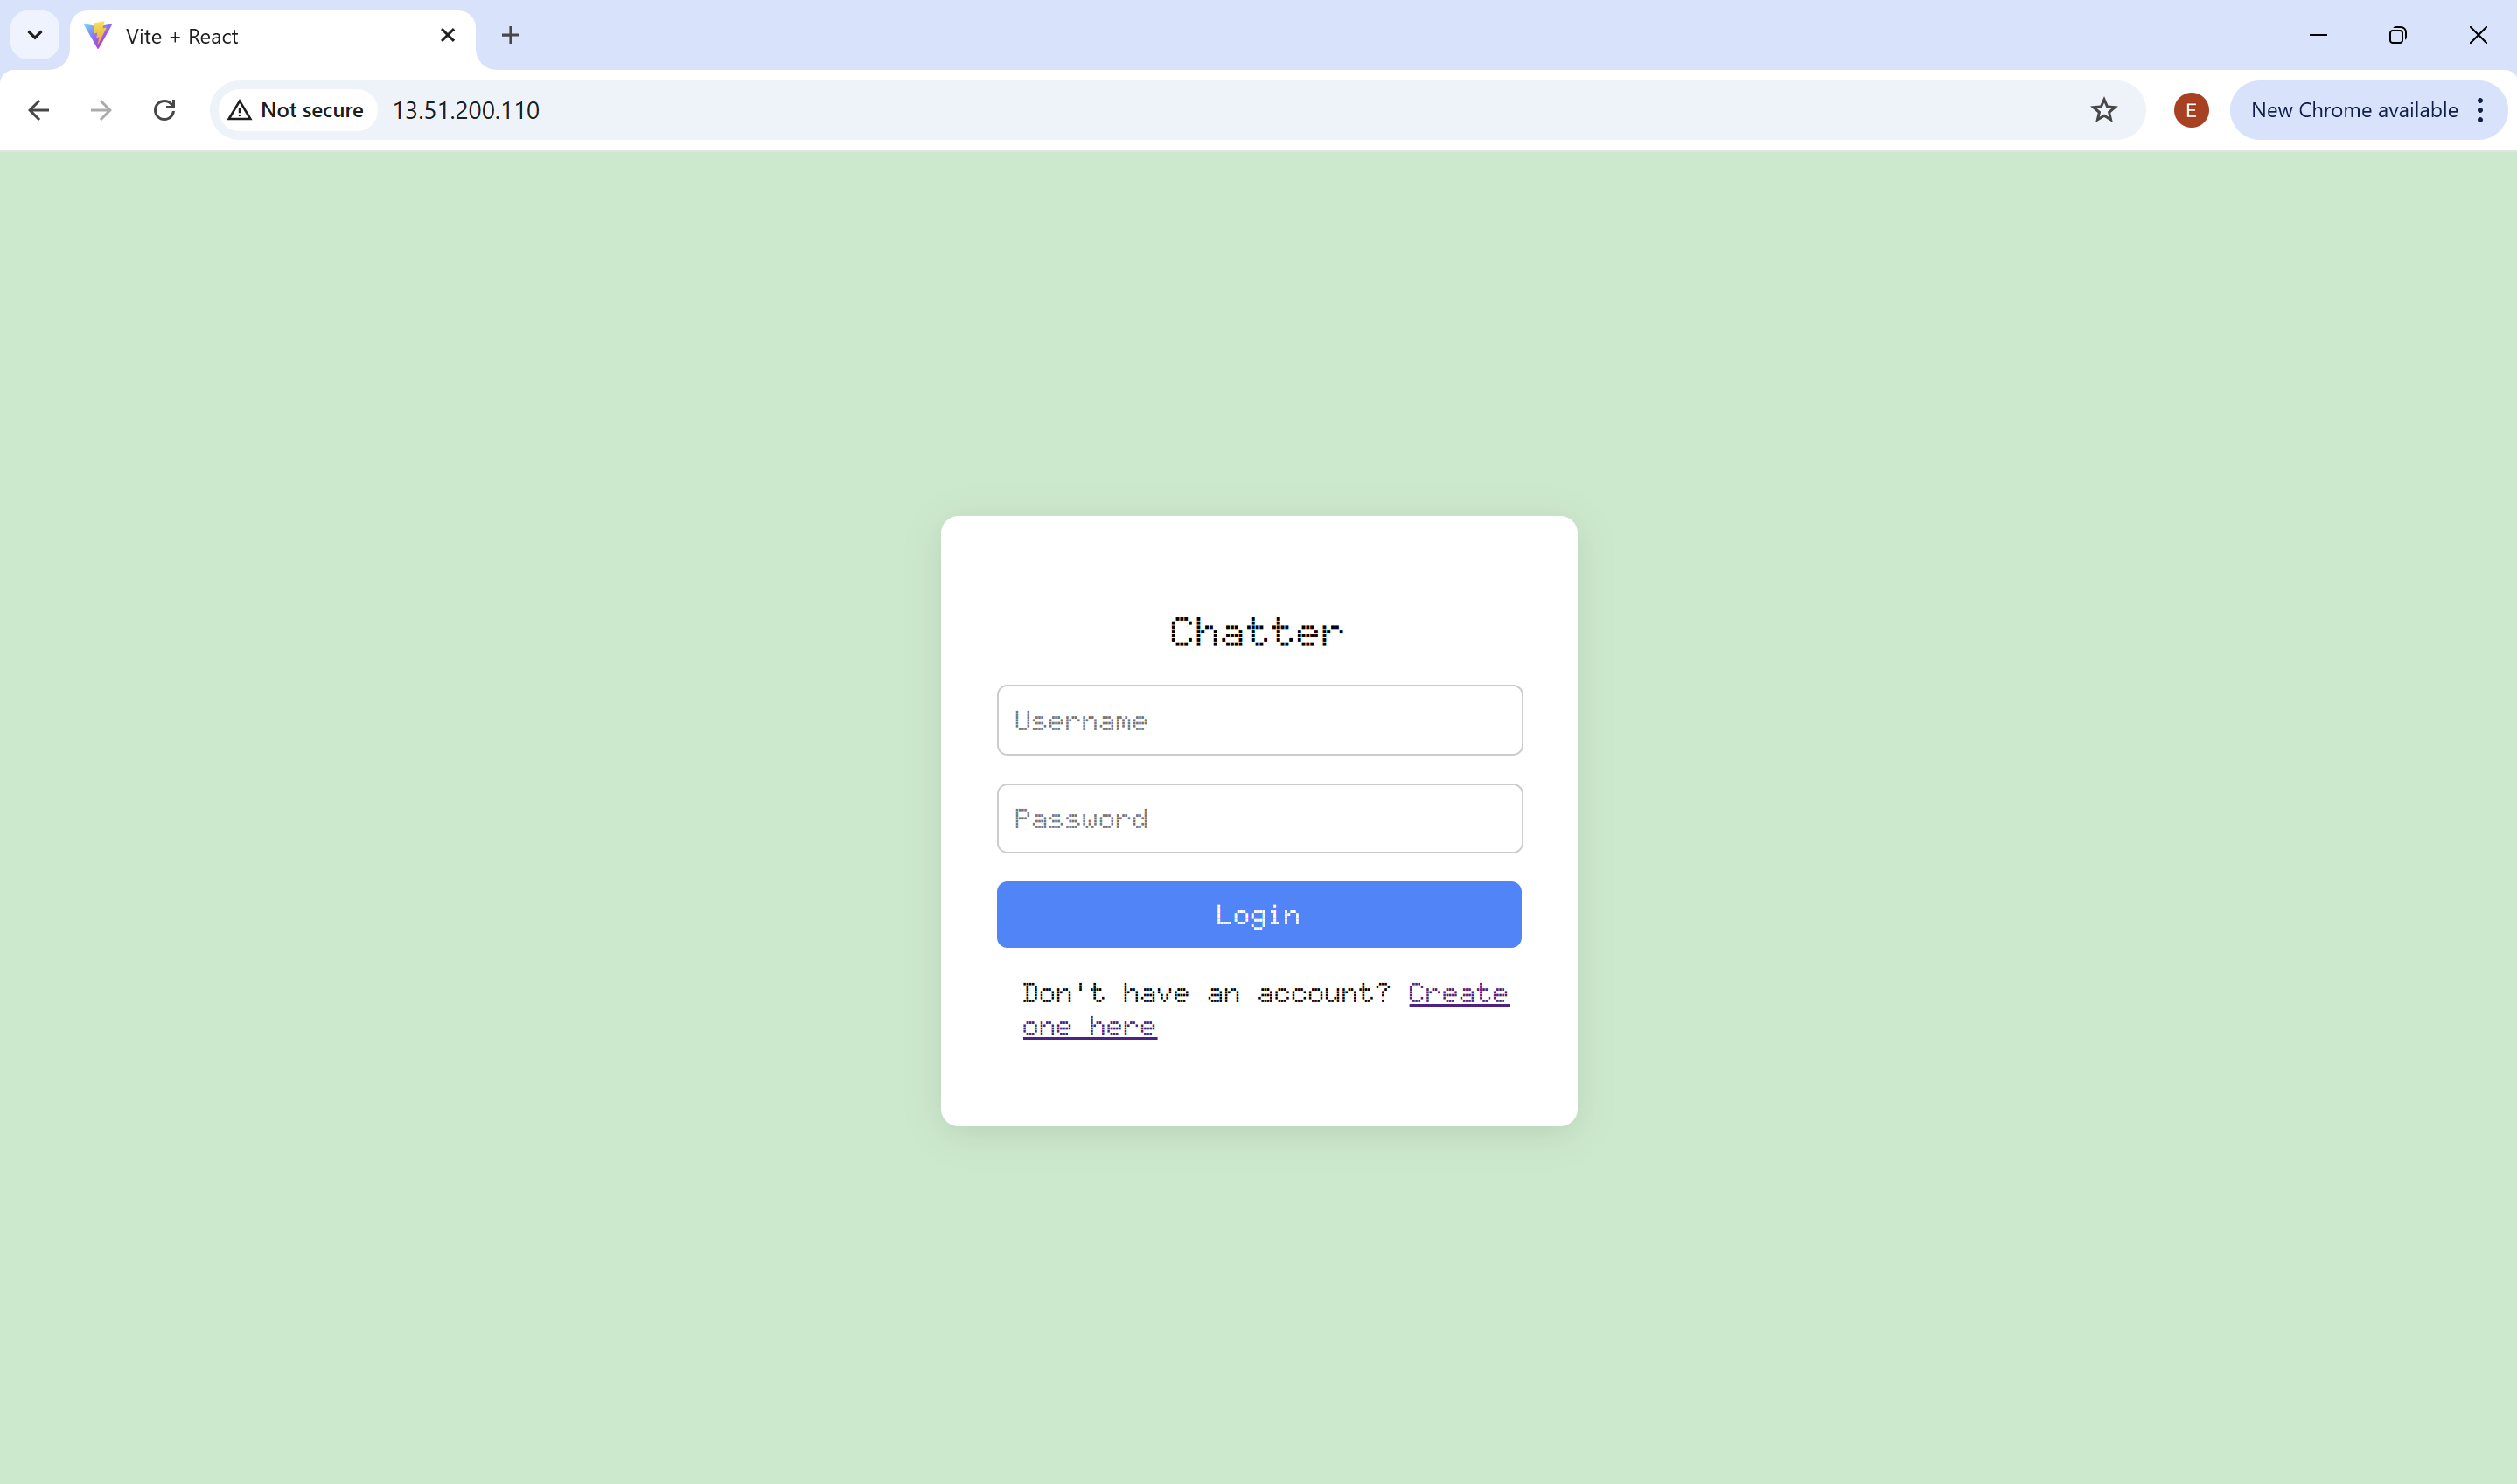 Vite + React
Not secure 13.51.200.110
E
New Chrome available
Chatter
Username
Password
Login
Don't have an account? Create
one here